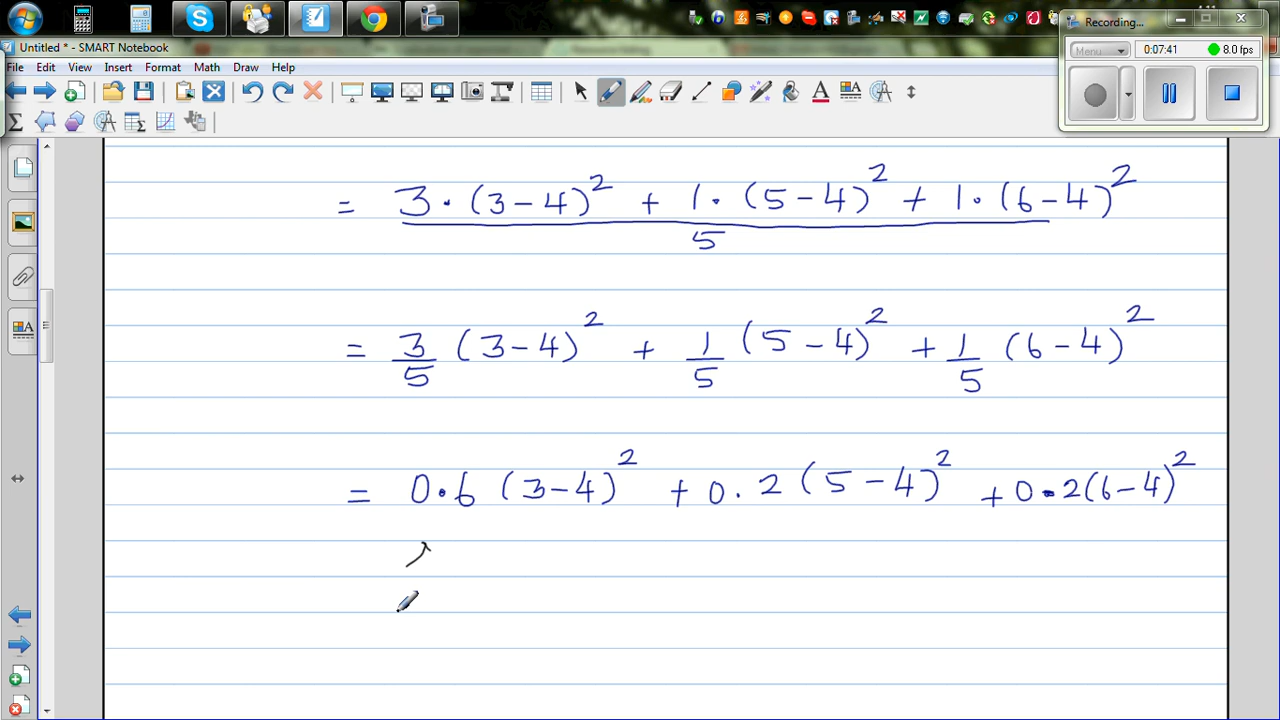 Recording...
Untitled * - SMART Notebook
Menu
0:07:41
8.0 fps
File Edit View Insert Format Math Draw Help
= 3·(3-4)² + 1·(5-4)² + 1·(6-4)²
5
= 3/5 (3-4)² + 1/5 (5-4)² + 1/5 (6-4)²
= 0.6 (3-4)² + 0.2 (5-4)² + 0.2(6-4)²